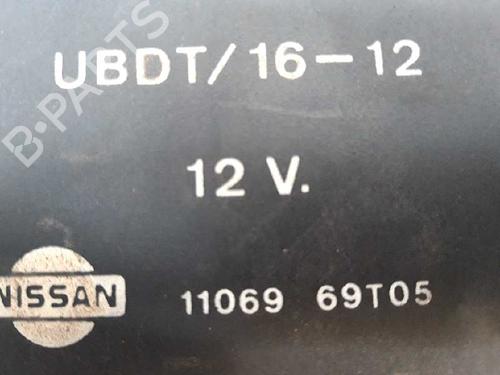 UBDT/16-12
12 V.
NISSAN
11069 69T05
B-PARTS